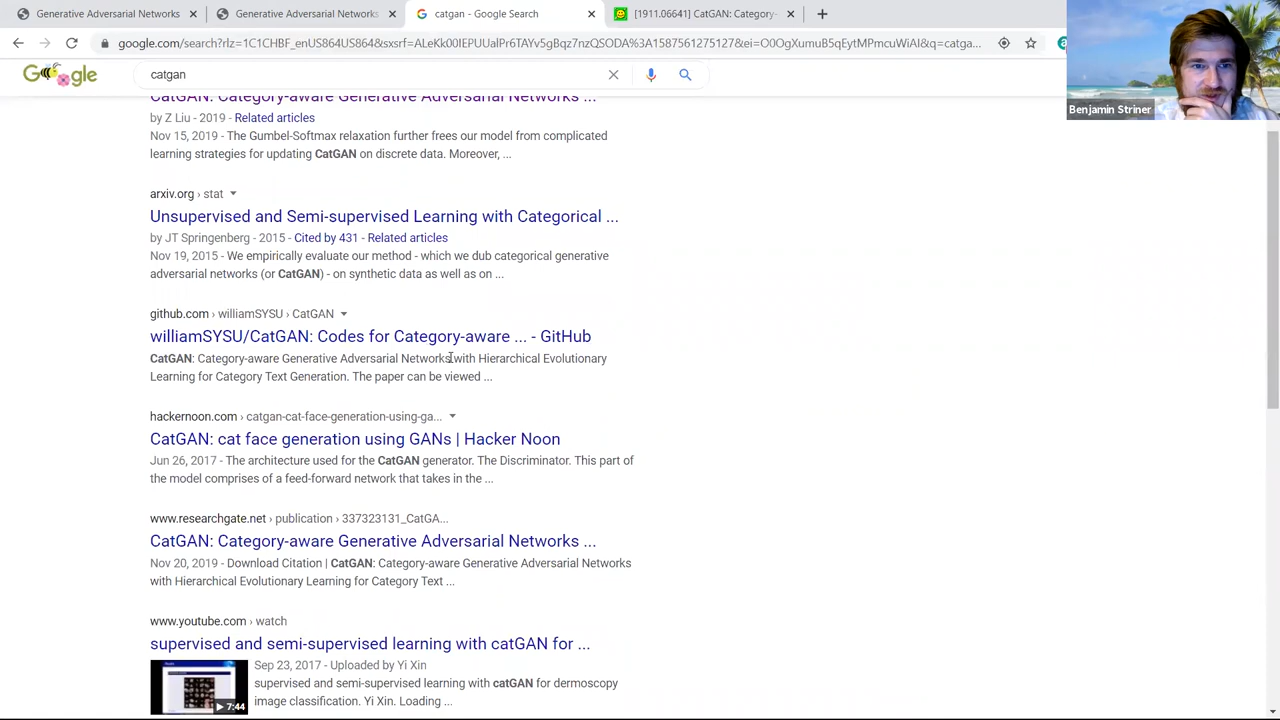 Generative Adversarial Networks
Generative Adversarial Networks
catgan - Google Search
[1911.06641] CatGAN: Category-
google.com/search?rlz=1C1CHBF_enUS864US864&sxsrf=ALeKk00IEPUUalPr6TAYv5gBqz7nzQSODA%3A1587561275127&ei=O0OgXumuB5qEytMPmcuWiAI&q=catga...
Google
catgan
Benjamin Striner
CatGAN: Category-aware Generative Adversarial Networks ...
by Z Liu - 2019 - Related articles
Nov 15, 2019 - The Gumbel-Softmax relaxation further frees our model from complicated
learning strategies for updating CatGAN on discrete data. Moreover, ...
arxiv.org › stat
Unsupervised and Semi-supervised Learning with Categorical ...
by JT Springenberg - 2015 - Cited by 431 - Related articles
Nov 19, 2015 - We empirically evaluate our method - which we dub categorical generative
adversarial networks (or CatGAN) - on synthetic data as well as on ...
github.com › williamSYSU › CatGAN
williamSYSU/CatGAN: Codes for Category-aware ... - GitHub
CatGAN: Category-aware Generative Adversarial Networks with Hierarchical Evolutionary
Learning for Category Text Generation. The paper can be viewed ...
hackernoon.com › catgan-cat-face-generation-using-ga...
CatGAN: cat face generation using GANs | Hacker Noon
Jun 26, 2017 - The architecture used for the CatGAN generator. The Discriminator. This part of
the model comprises of a feed-forward network that takes in the ...
www.researchgate.net › publication › 337323131_CatGA...
CatGAN: Category-aware Generative Adversarial Networks ...
Nov 20, 2019 - Download Citation | CatGAN: Category-aware Generative Adversarial Networks
with Hierarchical Evolutionary Learning for Category Text ...
www.youtube.com › watch
supervised and semi-supervised learning with catGAN for ...
Sep 23, 2017 - Uploaded by Yi Xin
supervised and semi-supervised learning with catGAN for dermoscopy
image classification. Yi Xin. Loading ...
7:44